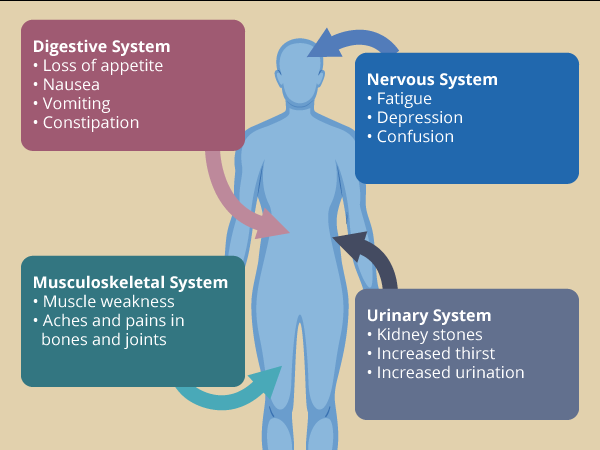 Digestive System
• Loss of appetite
• Nausea
• Vomiting
• Constipation
Nervous System
• Fatigue
• Depression
• Confusion
Musculoskeletal System
• Muscle weakness
• Aches and pains in
bones and joints
Urinary System
• Kidney stones
• Increased thirst
• Increased urination